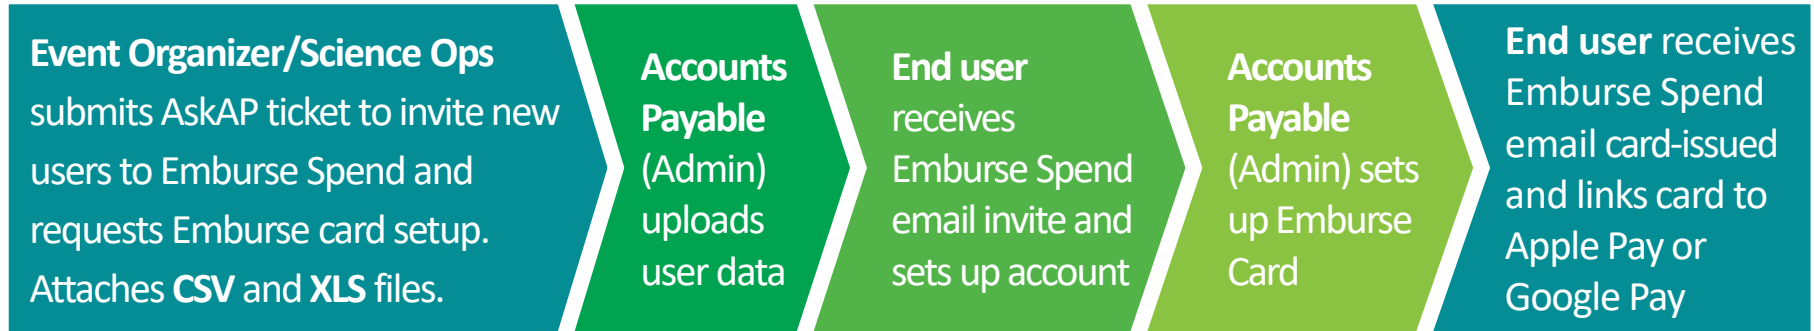 Event Organizer/Science Ops
submits AskAP ticket to invite new
users to Emburse Spend and
requests Emburse card setup.
Attaches CSV and XLS files.
Accounts
Payable
(Admin)
uploads
user data
End user
receives
Emburse Spend
email invite and
sets up account
Accounts
Payable
(Admin) sets
up Emburse
Card
End user receives
Emburse Spend
email card-issued
and links card to
Apple Pay or
Google Pay